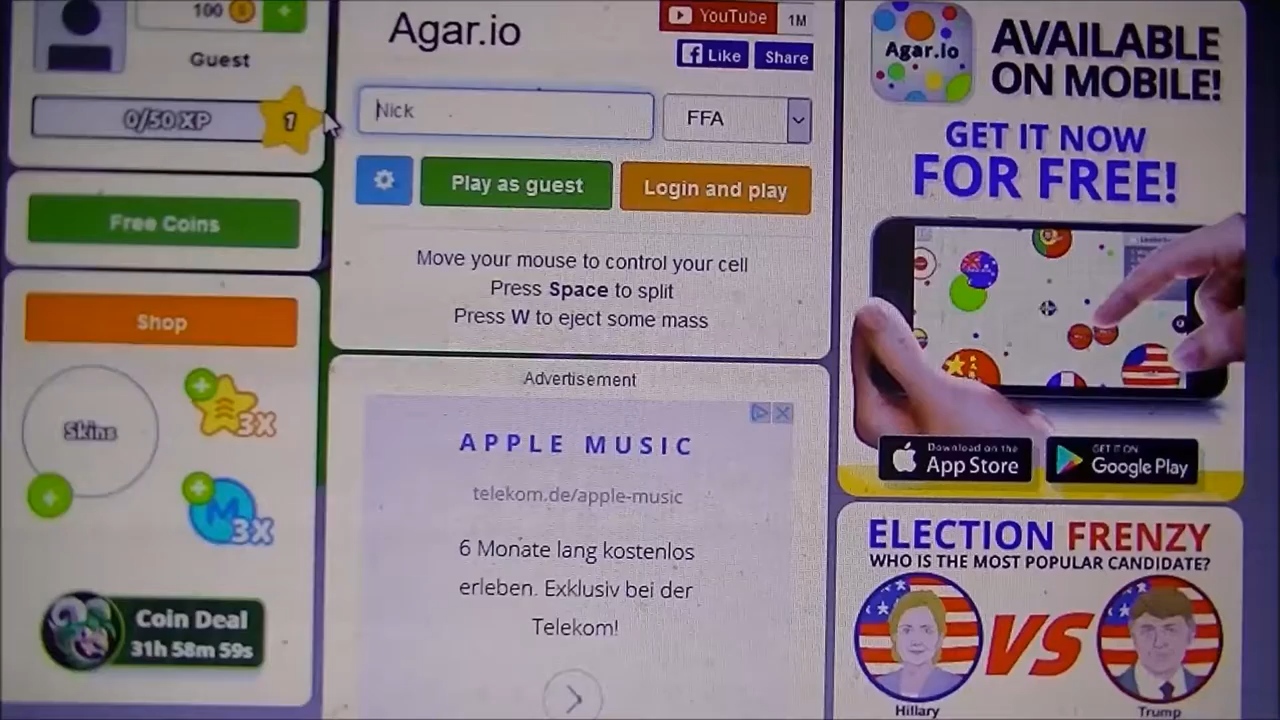 100
Guest
0/50 XP
1
Free Coins
Shop
Skins
3X
M
3X
Coin Deal
31h 58m 59s
Agar.io
YouTube 1M
Like Share
Nick
FFA
Play as guest
Login and play
Move your mouse to control your cell
Press Space to split
Press W to eject some mass
Advertisement
APPLE MUSIC
telekom.de/apple-music
6 Monate lang kostenlos
erleben. Exklusiv bei der
Telekom!
Agar.io
AVAILABLE
ON MOBILE!
GET IT NOW
FOR FREE!
Download on the
App Store
GET IT ON
Google Play
ELECTION FRENZY
WHO IS THE MOST POPULAR CANDIDATE?
VS
Hillary
Trump